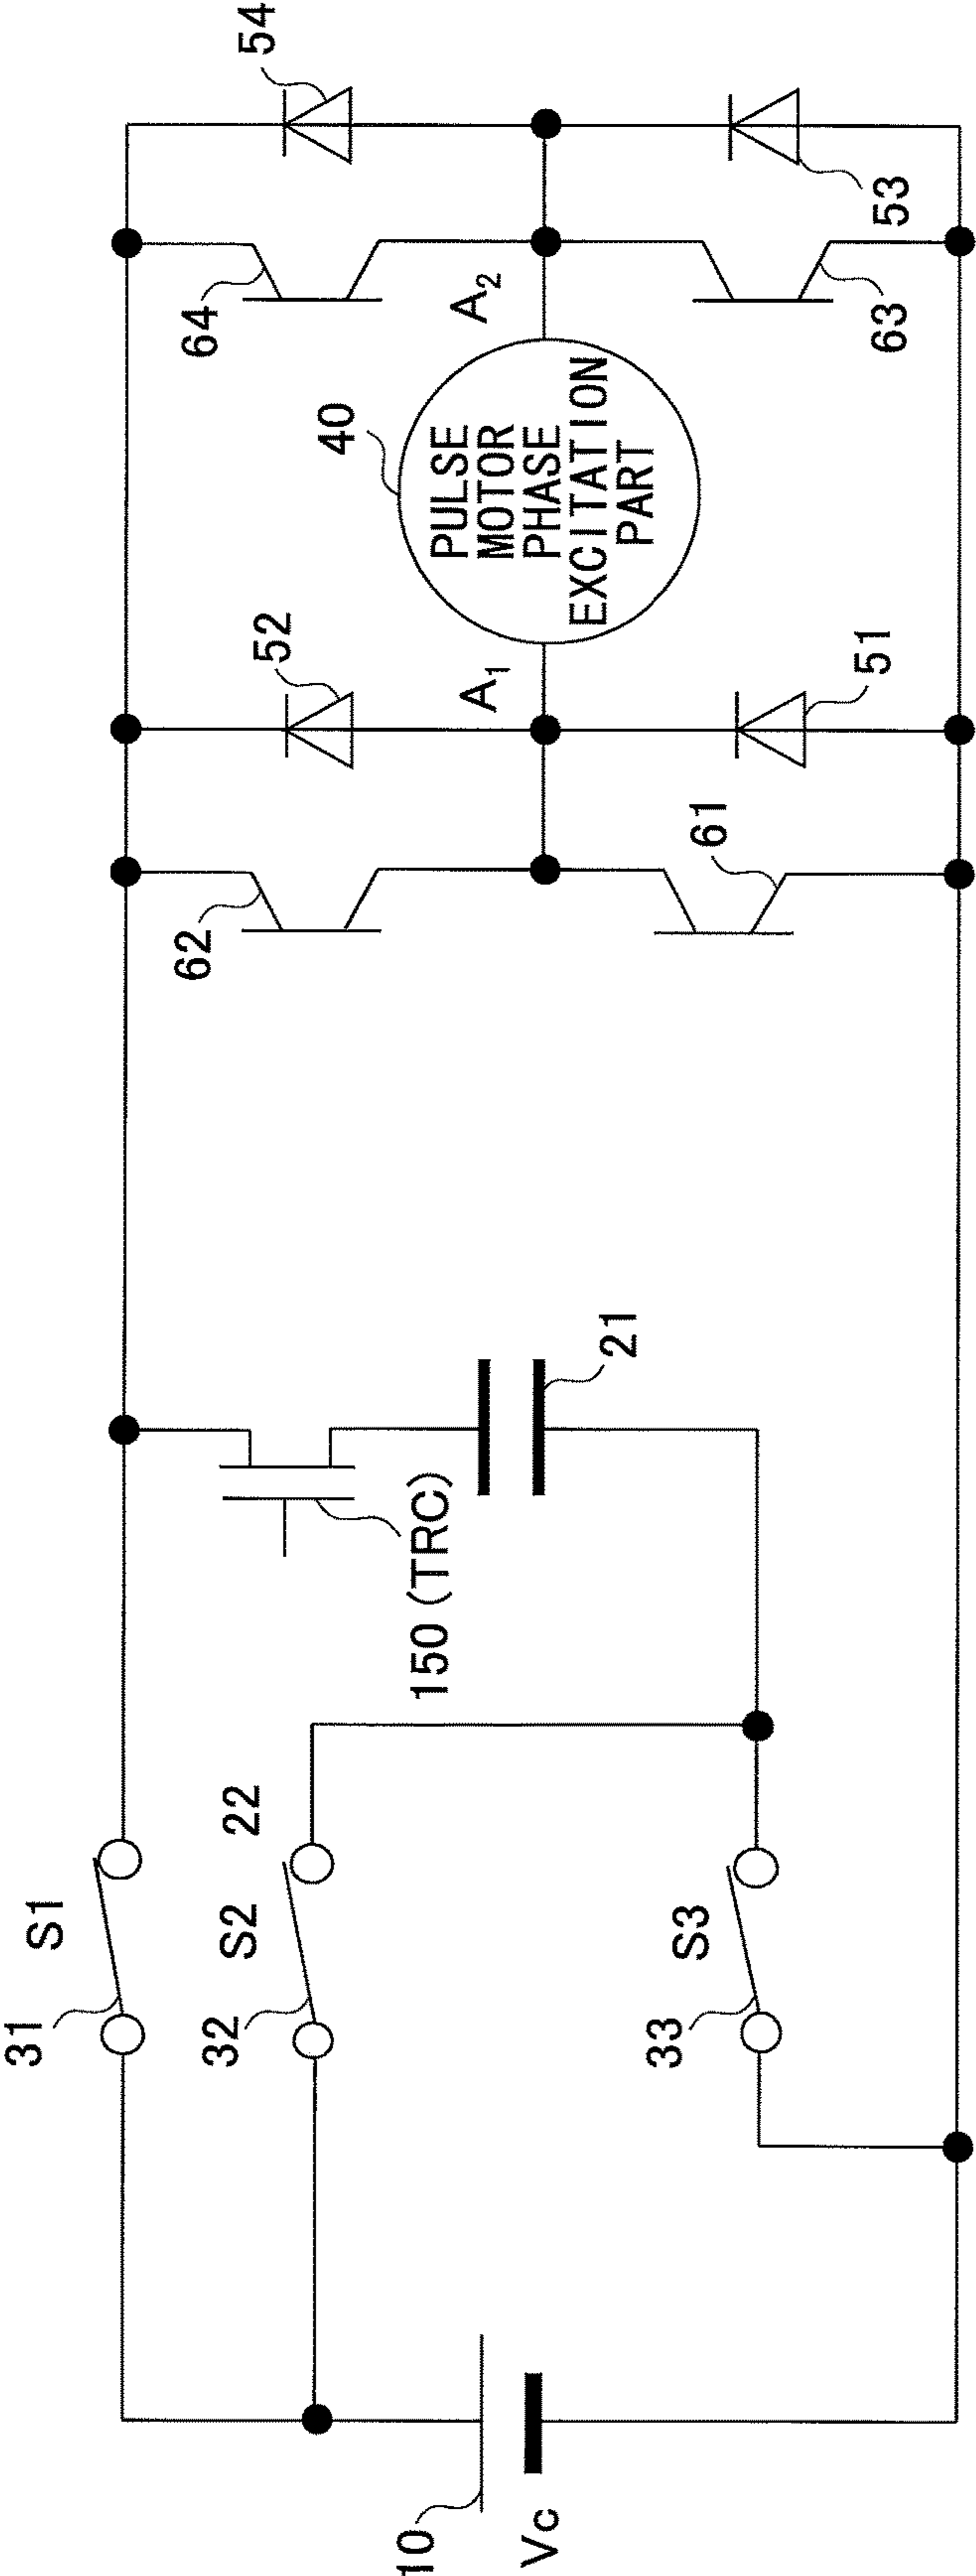 10
Vc
31
S1
32
S2
22
33
S3
150 (TRC)
21
62
61
52
51
A1
40
PULSE
MOTOR
PHASE
EXCITATION
PART
A2
64
63
54
53